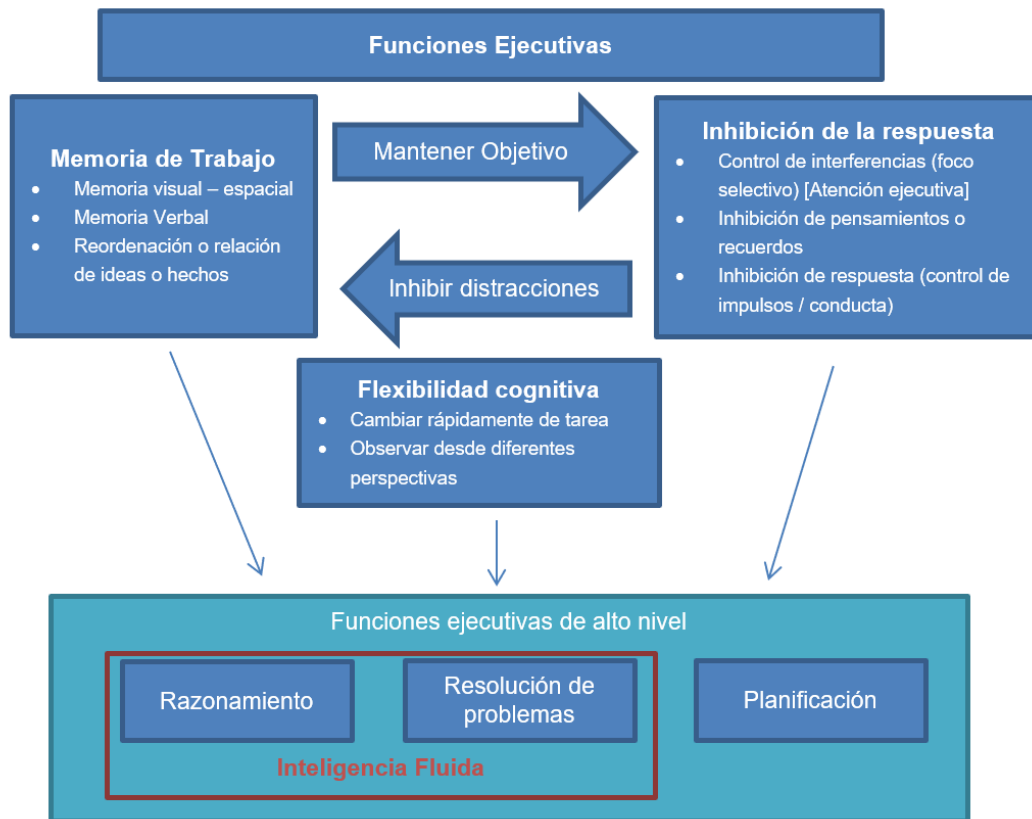 Funciones Ejecutivas
Memoria de Trabajo
• Memoria visual – espacial
• Memoria Verbal
• Reordenación o relación
de ideas o hechos
Mantener Objetivo
Inhibir distracciones
Inhibición de la respuesta
• Control de interferencias (foco
selectivo) [Atención ejecutiva]
• Inhibición de pensamientos o
recuerdos
• Inhibición de respuesta (control de
impulsos / conducta)
Flexibilidad cognitiva
• Cambiar rápidamente de tarea
• Observar desde diferentes
perspectivas
Funciones ejecutivas de alto nivel
Razonamiento
Resolución de
problemas
Planificación
Inteligencia Fluida